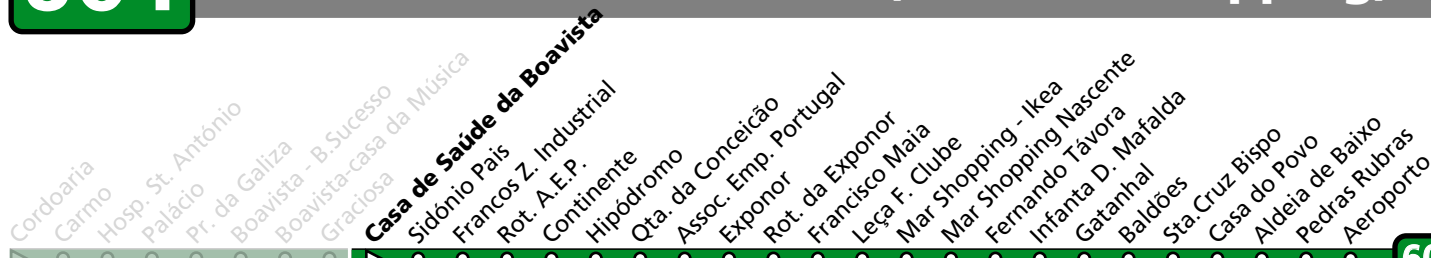 Cordoaria
Carmo
Hosp. St. António
Palácio
Pr. da Galiza
Boavista - B.Sucesso
Boavista-casa da Música
Graciosa
Casa de Saúde da Boavista
Sidónio Pais
Francos Z. Industrial
Rot. A.E.P.
Continente
Hipódromo
Qta. da Conceição
Assoc. Emp. Portugal
Exponor
Rot. da Exponor
Francisco Maia
Leça F. Clube
Mar Shopping - Ikea
Mar Shopping Nascente
Fernando Távora
Infanta D. Mafalda
Gatanhal
Baldões
Sta.Cruz Bispo
Casa do Povo
Aldeia de Baixo
Pedras Rubras
Aeroporto